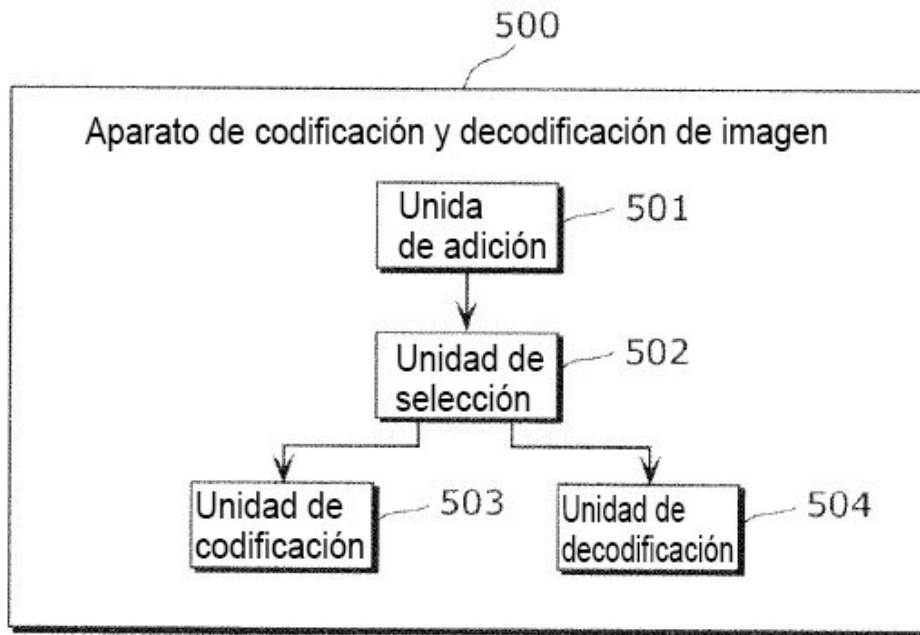 500
Aparato de codificación y decodificación de imagen
Unida
de adición
501
Unidad de
selección
502
Unidad de
codificación
503
Unidad de
decodificación
504